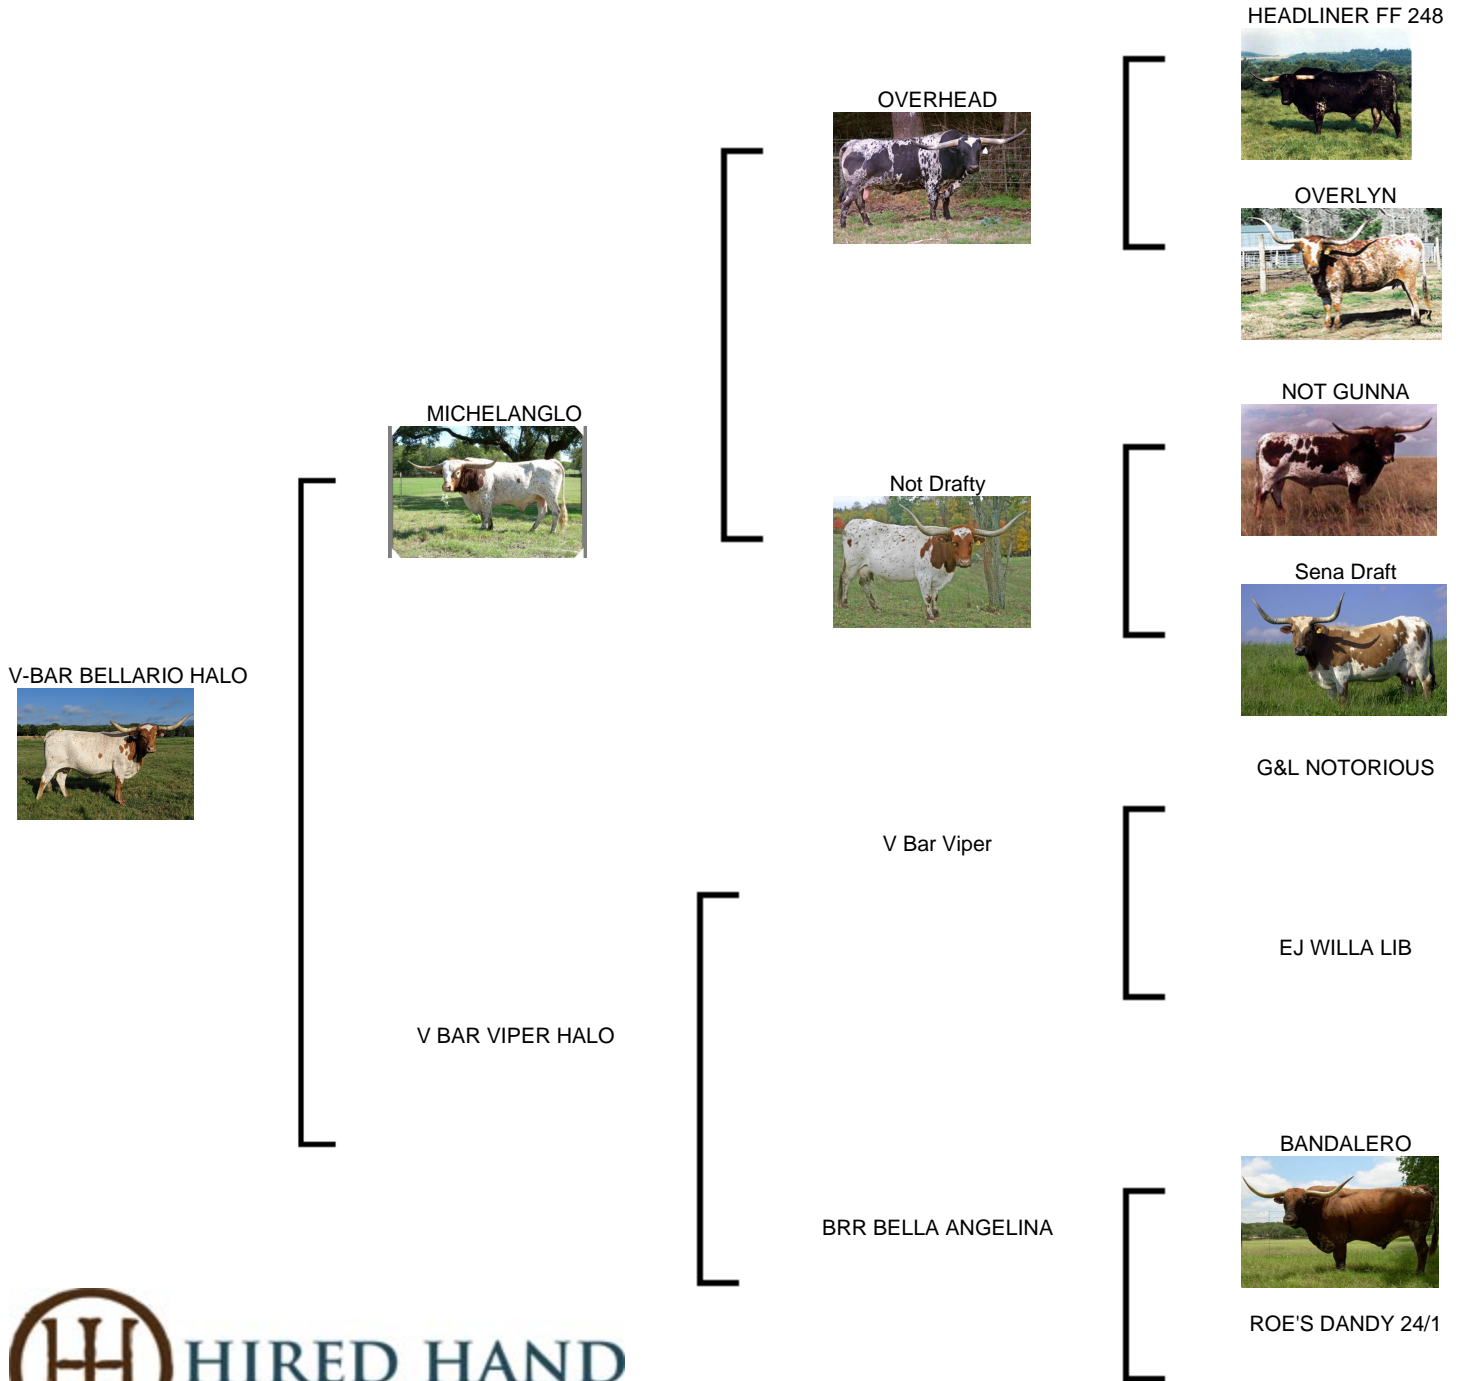 HEADLINER FF 248
OVERHEAD
OVERLYN
NOT GUNNA
MICHELANGLO
Not Drafty
Sena Draft
V-BAR BELLARIO HALO
G&L NOTORIOUS
V Bar Viper
EJ WILLA LIB
V BAR VIPER HALO
BANDALERO
BRR BELLA ANGELINA
ROE'S DANDY 24/1
HIRED HAND